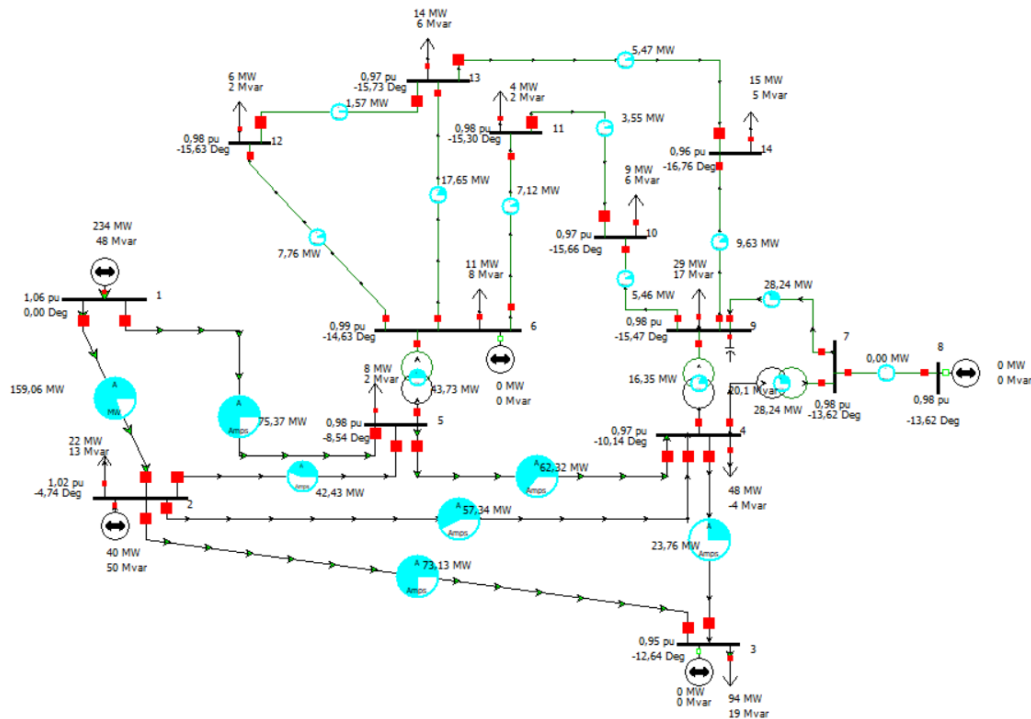 14 MW
6 Mvar
0,97 pu
-15,73 Deg
13
5,47 MW
6 MW
2 Mvar
1,57 MW
0,98 pu
-15,63 Deg
12
4 MW
2 Mvar
0,98 pu
-15,30 Deg
11
3,55 MW
15 MW
5 Mvar
0,96 pu
-16,76 Deg
14
17,65 MW
7,12 MW
9 MW
6 Mvar
0,97 pu
-15,66 Deg
10
9,63 MW
7,76 MW
234 MW
48 Mvar
1,06 pu
0,00 Deg
1
11 MW
8 Mvar
0,99 pu
-14,63 Deg
6
0 MW
0 Mvar
5,46 MW
29 MW
17 Mvar
0,98 pu
-15,47 Deg
9
28,24 MW
7
0,00 MW
8
0 MW
0 Mvar
0,98 pu
-13,62 Deg
0,98 pu
-13,62 Deg
159,06 MW
A
MW
A
Amps
75,37 MW
8 MW
2 Mvar
43,73 MW
0,98 pu
-8,54 Deg
5
16,35 MW
20,1 Mvar
28,24 MW
0,97 pu
-10,14 Deg
4
22 MW
13 Mvar
1,02 pu
-4,74 Deg
2
A
Amps
42,43 MW
A
Amps
62,32 MW
48 MW
-4 Mvar
A
Amps
57,34 MW
40 MW
50 Mvar
A
Amps
73,13 MW
A
Amps
23,76 MW
0,95 pu
-12,64 Deg
3
0 MW
0 Mvar
94 MW
19 Mvar